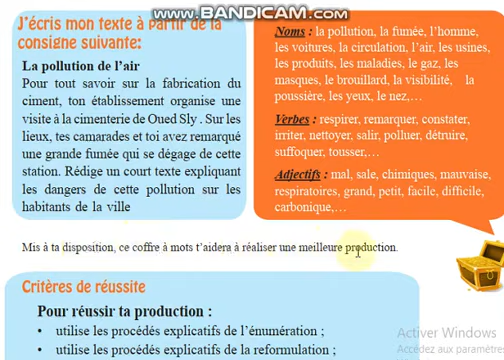 www.BANDICAM.com
J'écris mon texte à partir de la
consigne suivante:
La pollution de l'air
Pour tout savoir sur la fabrication du
ciment, ton établissement organise une
visite à la cimenterie de Oued Sly . Sur les
lieux, tes camarades et toi avez remarqué
une grande fumée qui se dégage de cette
station. Rédige un court texte expliquant
les dangers de cette pollution sur les
habitants de la ville
Noms : la pollution, la fumée, l'homme,
les voitures, la circulation, l'air, les usines,
les produits, les maladies, le gaz, les
masques, le brouillard, la visibilité, la
poussière, les yeux, le nez,…
Verbes : respirer, remarquer, constater,
irriter, nettoyer, salir, polluer, détruire,
suffoquer, tousser,…
Adjectifs : mal, sale, chimiques, mauvaise,
respiratoires, grand, petit, facile, difficile,
carbonique,…
Mis à ta disposition, ce coffre à mots t'aidera à réaliser une meilleure production.
Critères de réussite
Pour réussir ta production :
• utilise les procédés explicatifs de l'énumération ;
• utilise les procédés explicatifs de la reformulation ;
Activer Windows
Accédez aux paramètre